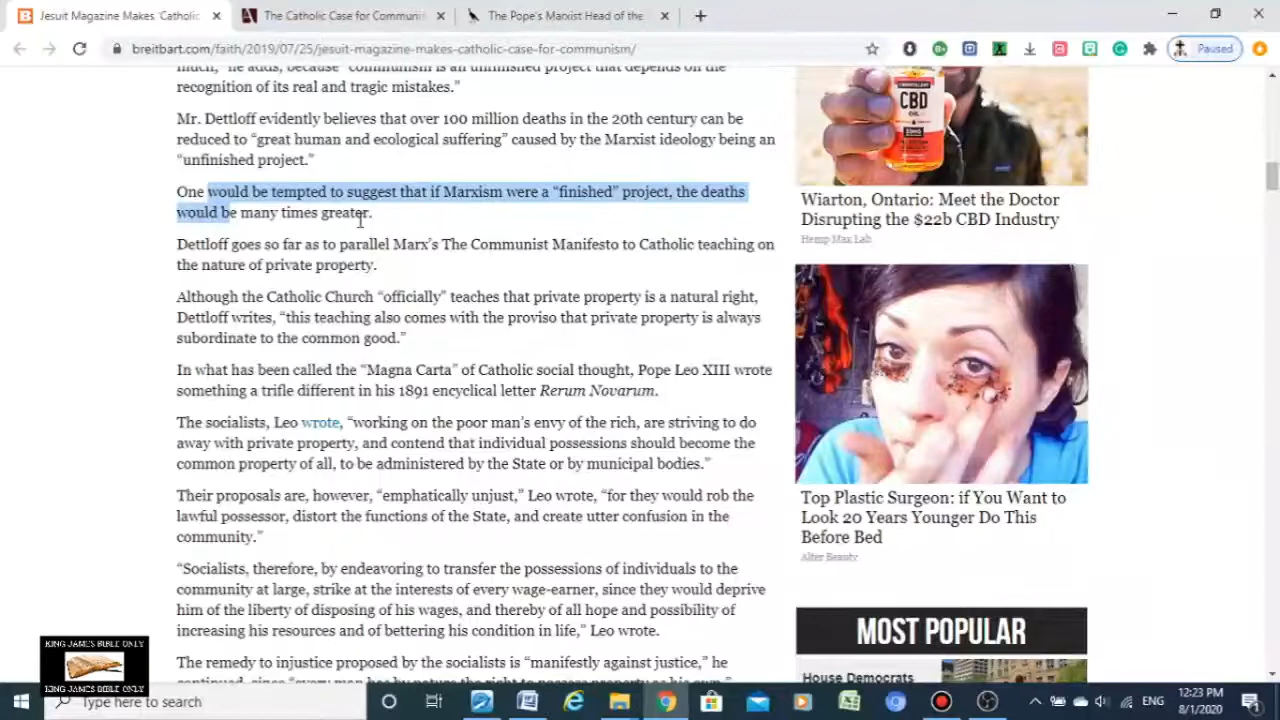 Jesuit Magazine Makes 'Catholic
The Catholic Case for Communi
The Pope's Marxist Head of the
breitbart.com/faith/2019/07/25/jesuit-magazine-makes-catholic-case-for-communism/
Paused
much," he adds, because "communism is an unfinished project that depends on the
recognition of its real and tragic mistakes."
Mr. Dettloff evidently believes that over 100 million deaths in the 20th century can be
reduced to "great human and ecological suffering" caused by the Marxist ideology being an
"unfinished project."
One would be tempted to suggest that if Marxism were a "finished" project, the deaths
would be many times greater.
Dettloff goes so far as to parallel Marx's The Communist Manifesto to Catholic teaching on
the nature of private property.
Although the Catholic Church "officially" teaches that private property is a natural right,
Dettloff writes, "this teaching also comes with the proviso that private property is always
subordinate to the common good."
In what has been called the "Magna Carta" of Catholic social thought, Pope Leo XIII wrote
something a trifle different in his 1891 encyclical letter Rerum Novarum.
The socialists, Leo wrote, "working on the poor man's envy of the rich, are striving to do
away with private property, and contend that individual possessions should become the
common property of all, to be administered by the State or by municipal bodies."
Their proposals are, however, "emphatically unjust," Leo wrote, "for they would rob the
lawful possessor, distort the functions of the State, and create utter confusion in the
community."
"Socialists, therefore, by endeavoring to transfer the possessions of individuals to the
community at large, strike at the interests of every wage-earner, since they would deprive
him of the liberty of disposing of his wages, and thereby of all hope and possibility of
increasing his resources and of bettering his condition in life," Leo wrote.
The remedy to injustice proposed by the socialists is "manifestly against justice," he
continued, since "every man has by nature the right to possess property as his own."
CBD
Wiarton, Ontario: Meet the Doctor
Disrupting the $22b CBD Industry
Hemp Max Lab
Top Plastic Surgeon: if You Want to
Look 20 Years Younger Do This
Before Bed
Alter Beauty
MOST POPULAR
House Democrats
KING JAMES BIBLE ONLY
KING JAMES BIBLE ONLY
Type here to search
ENG
12:23 PM
8/1/2020